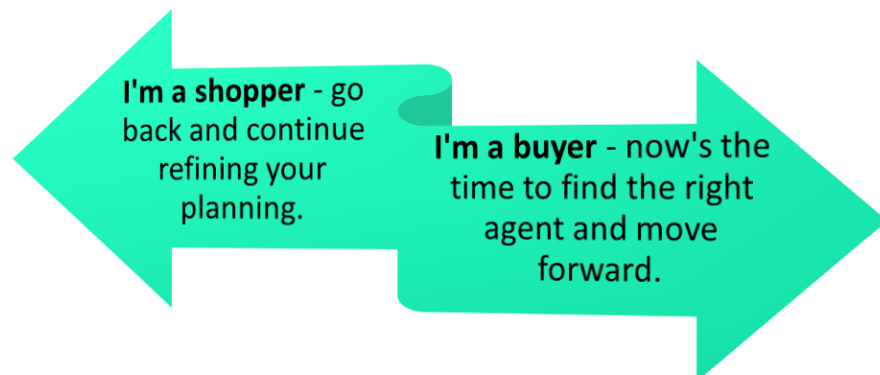 I'm a shopper - go
back and continue
refining your
planning.
I'm a buyer - now's the
time to find the right
agent and move
forward.